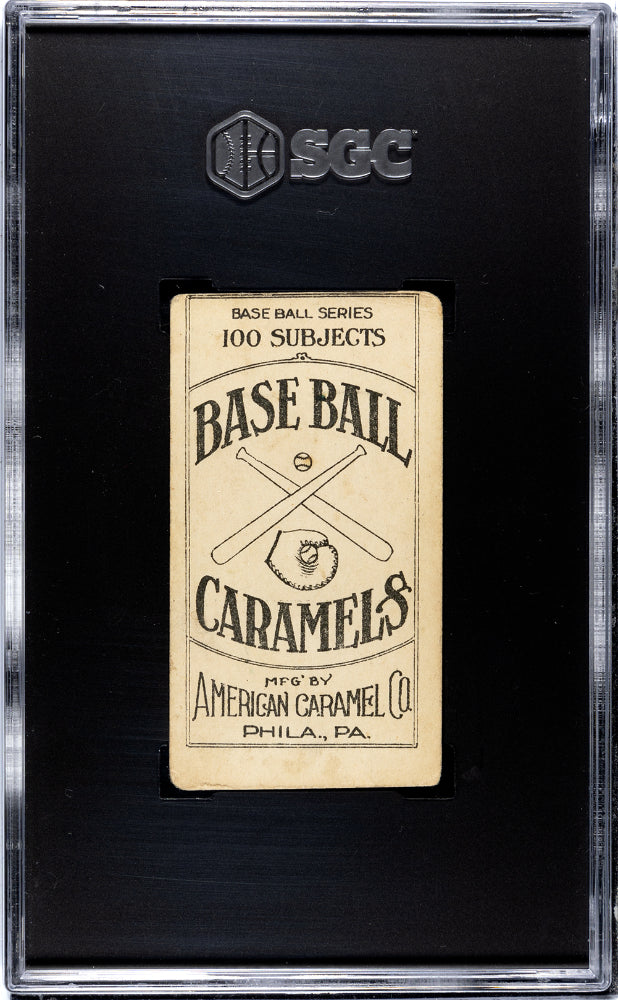 SGC
BASE BALL SERIES
100 SUBJECTS
BASE BALL
CARAMELS
MFG' BY
AMERICAN CARAMEL CO.
PHILA., PA.